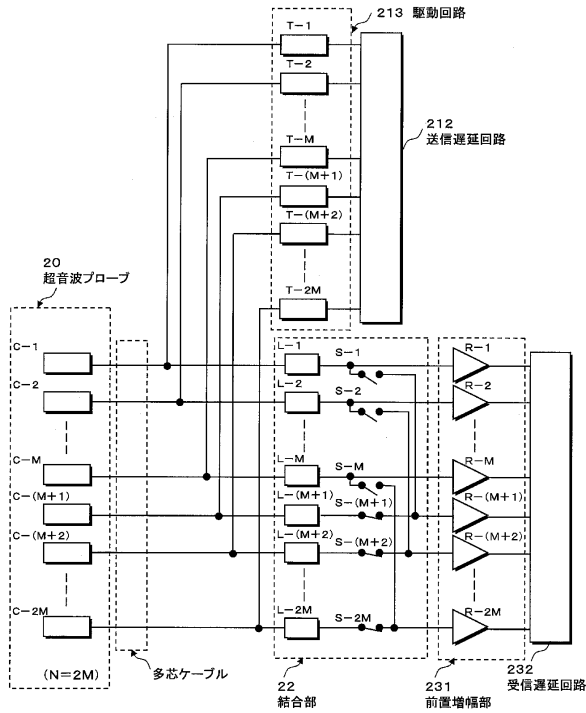 213 駆動回路
T-1
T-2
T-M
T-(M+1)
T-(M+2)
T-2M
212
送信遅延回路
20
超音波プローブ
C-1
C-2
C-M
C-(M+1)
C-(M+2)
C-2M
(N=2M)
多芯ケーブル
L-1
L-2
L-M
L-(M+1)
L-(M+2)
L-2M
S-1
S-2
S-M
S-(M+1)
S-(M+2)
S-2M
R-1
R-2
R-M
R-(M+1)
R-(M+2)
R-2M
22
結合部
231
前置増幅部
232
受信遅延回路